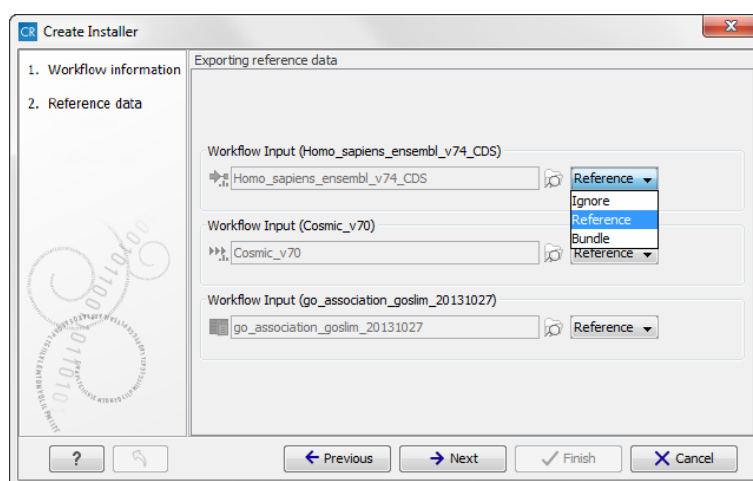 CR Create Installer
1. Workflow information
2. Reference data
Exporting reference data
Workflow Input (Homo_sapiens_ensembl_v74_CDS)
Homo_sapiens_ensembl_v74_CDS
Reference
Ignore
Reference
Bundle
Workflow Input (Cosmic_v70)
Cosmic_v70
Reference
Workflow Input (go_association_goslim_20131027)
go_association_goslim_20131027
Reference
?
Previous
Next
Finish
Cancel